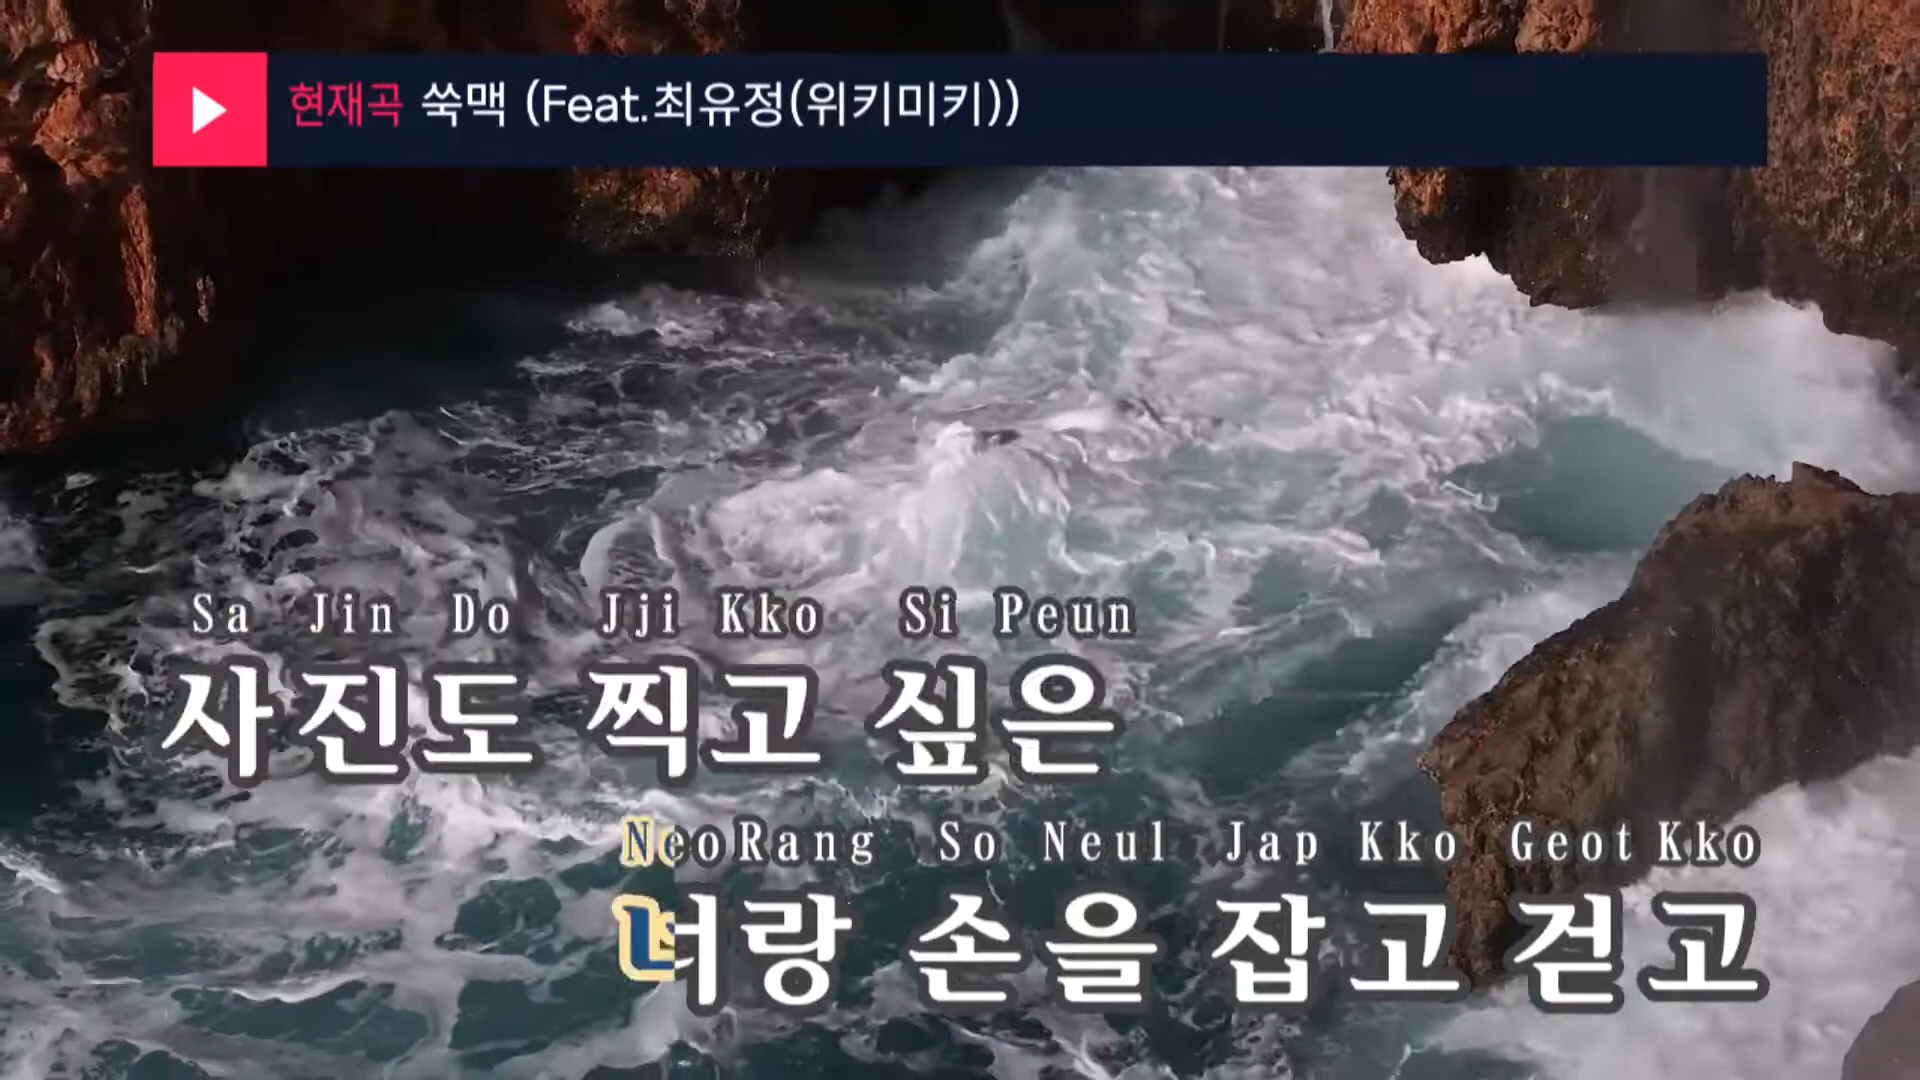 현재곡 쑥맥 (Feat.최유정(위키미키))
Sa Jin Do Jji Kko Si Peun
사진도 찍고 싶은
NeoRang So Neul Jap Kko Geot Kko
너랑 손을 잡고 걷고